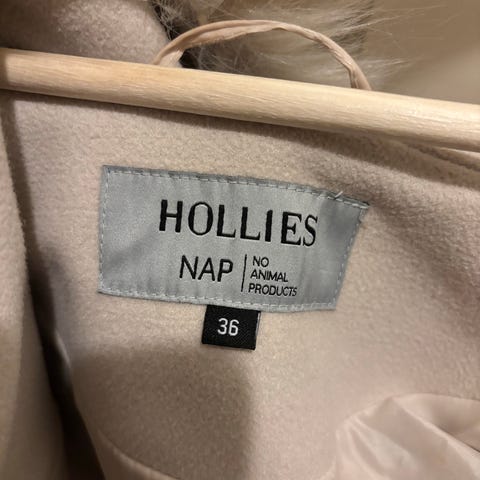 HOLLIES
NAP
NO
ANIMAL
PRODUCTS
36